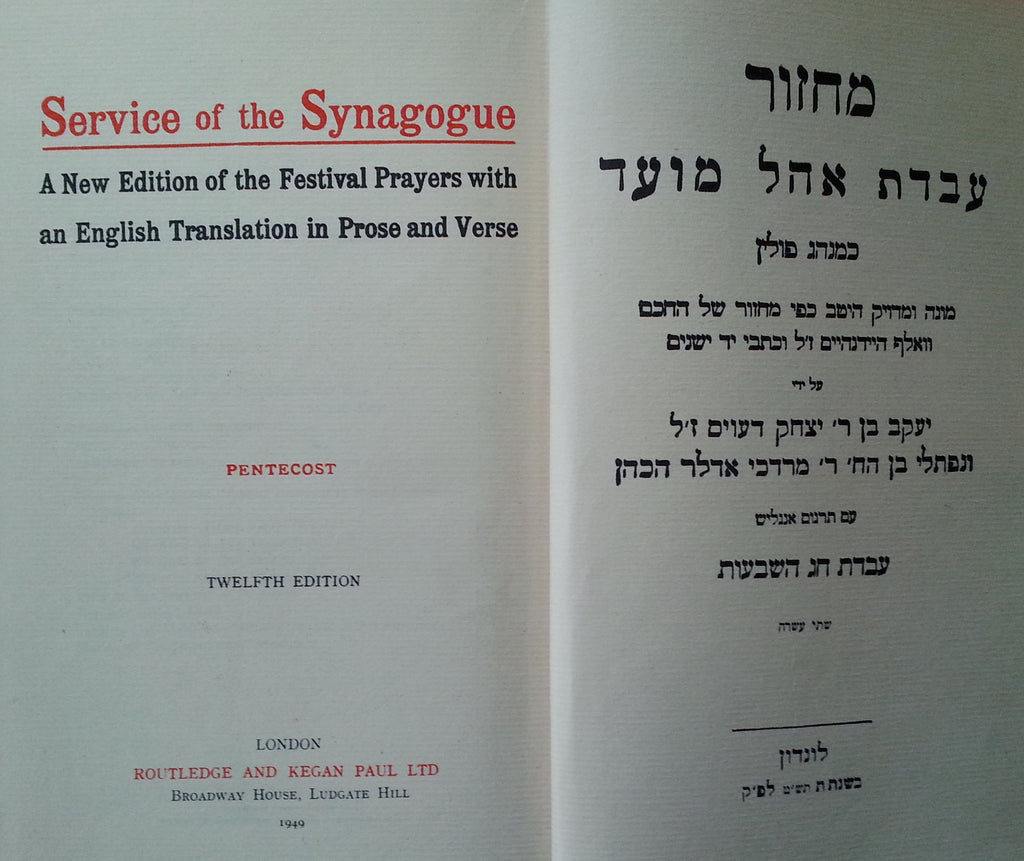 Service of the Synagogue
A New Edition of the Festival Prayers with
an English Translation in Prose and Verse
PENTECOST
TWELFTH EDITION
LONDON
ROUTLEDGE AND KEGAN PAUL LTD
BROADWAY HOUSE, LUDGATE HILL
1949
מחזור
עבדת אהל מועד
כמנהג פולין
מוגה ומדויק היטב כפי מחזור של החכם
וואלף היידנהיים ז״ל וכתבי יד ישנים
על ידי
יעקב בן ר׳ יצחק דעוים ז״ל
ונפתלי בן הח׳ ר׳ מרדכי אדלר הכהן
עם תרגום אנגליש
עבדת חג השבעות
שתי עשרה
לונדון
בשנת תש״ט לפ״ק